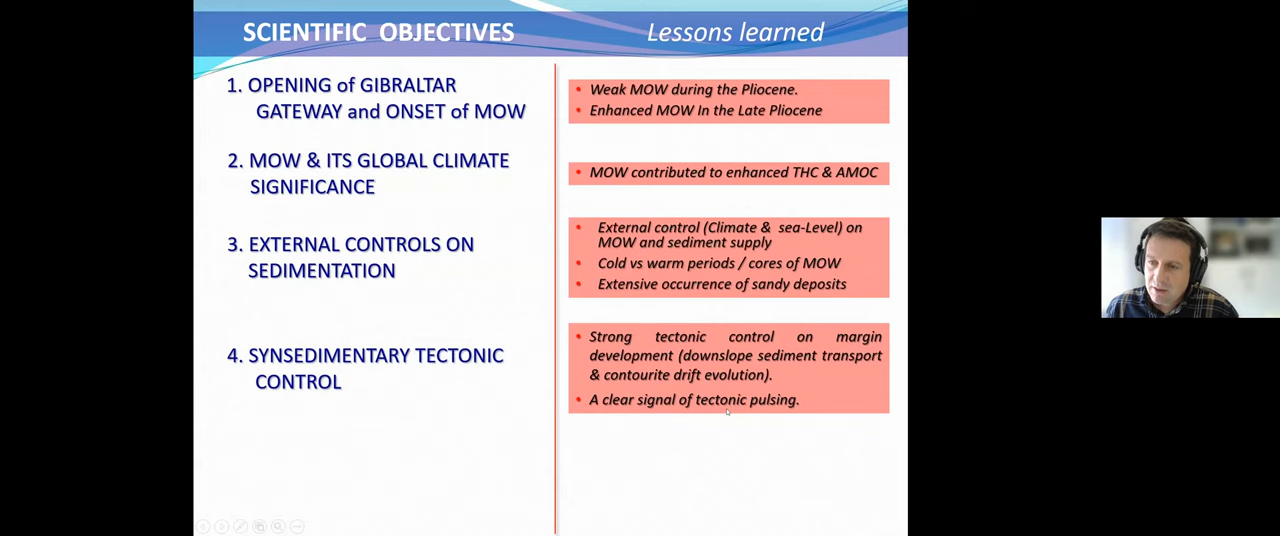 SCIENTIFIC OBJECTIVES
Lessons learned
1. OPENING of GIBRALTAR
GATEWAY and ONSET of MOW
• Weak MOW during the Pliocene.
• Enhanced MOW In the Late Pliocene
2. MOW & ITS GLOBAL CLIMATE
SIGNIFICANCE
• MOW contributed to enhanced THC & AMOC
3. EXTERNAL CONTROLS ON
SEDIMENTATION
• External control (Climate & sea-Level) on
MOW and sediment supply
• Cold vs warm periods / cores of MOW
• Extensive occurrence of sandy deposits
4. SYNSEDIMENTARY TECTONIC
CONTROL
• Strong tectonic control on margin
development (downslope sediment transport
& contourite drift evolution).
• A clear signal of tectonic pulsing.